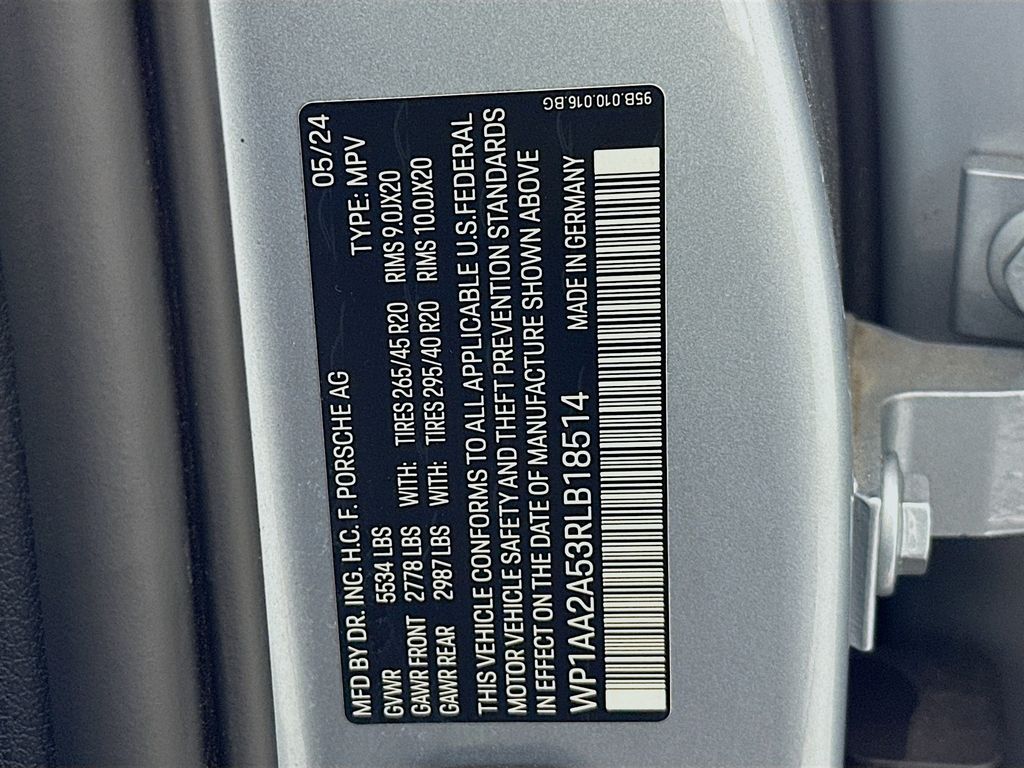 MFD BY DR. ING. H.C. F. PORSCHE AG 05/24
GVWR 5534 LBS TYPE: MPV
GAWR FRONT 2778 LBS WITH: TIRES 265/45 R20 RIMS 9.0JX20
GAWR REAR 2987 LBS WITH: TIRES 295/40 R20 RIMS 10.0JX20
THIS VEHICLE CONFORMS TO ALL APPLICABLE U.S.FEDERAL
MOTOR VEHICLE SAFETY AND THEFT PREVENTION STANDARDS
IN EFFECT ON THE DATE OF MANUFACTURE SHOWN ABOVE
WP1AA2A53RLB18514 MADE IN GERMANY
95B.010.016.BG